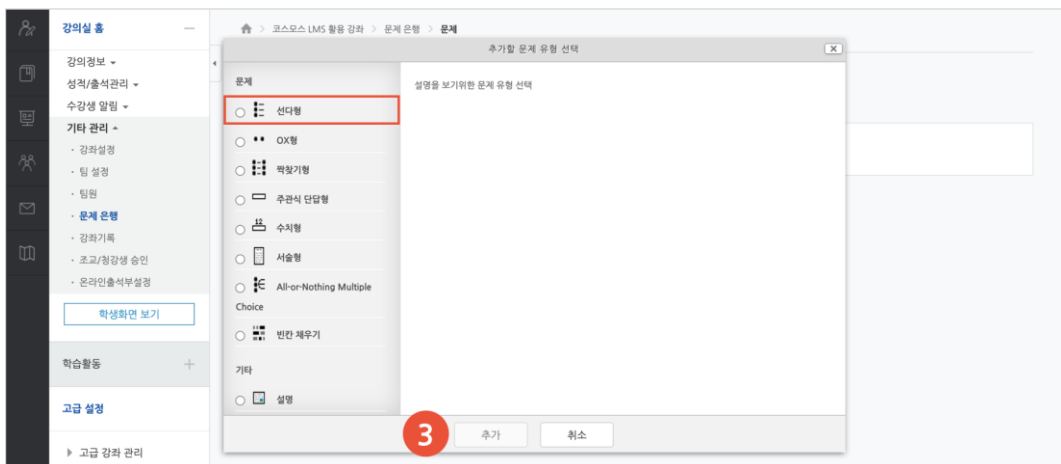 강의실 홈
강의정보
성적/출석관리
수강생 알림
기타 관리
· 강좌설정
· 팀 설정
· 팀원
· 문제 은행
· 강좌기록
· 조교/청강생 승인
· 온라인출석부설정
학생화면 보기
학습활동
고급 설정
고급 강좌 관리
코스모스 LMS 활용 강좌 > 문제 은행 > 문제
추가할 문제 유형 선택
x
문제
선다형
OX형
짝찾기형
주관식 단답형
12 수치형
서술형
All-or-Nothing Multiple
Choice
빈칸 채우기
기타
설명
설명을 보기위한 문제 유형 선택
3
추가
취소